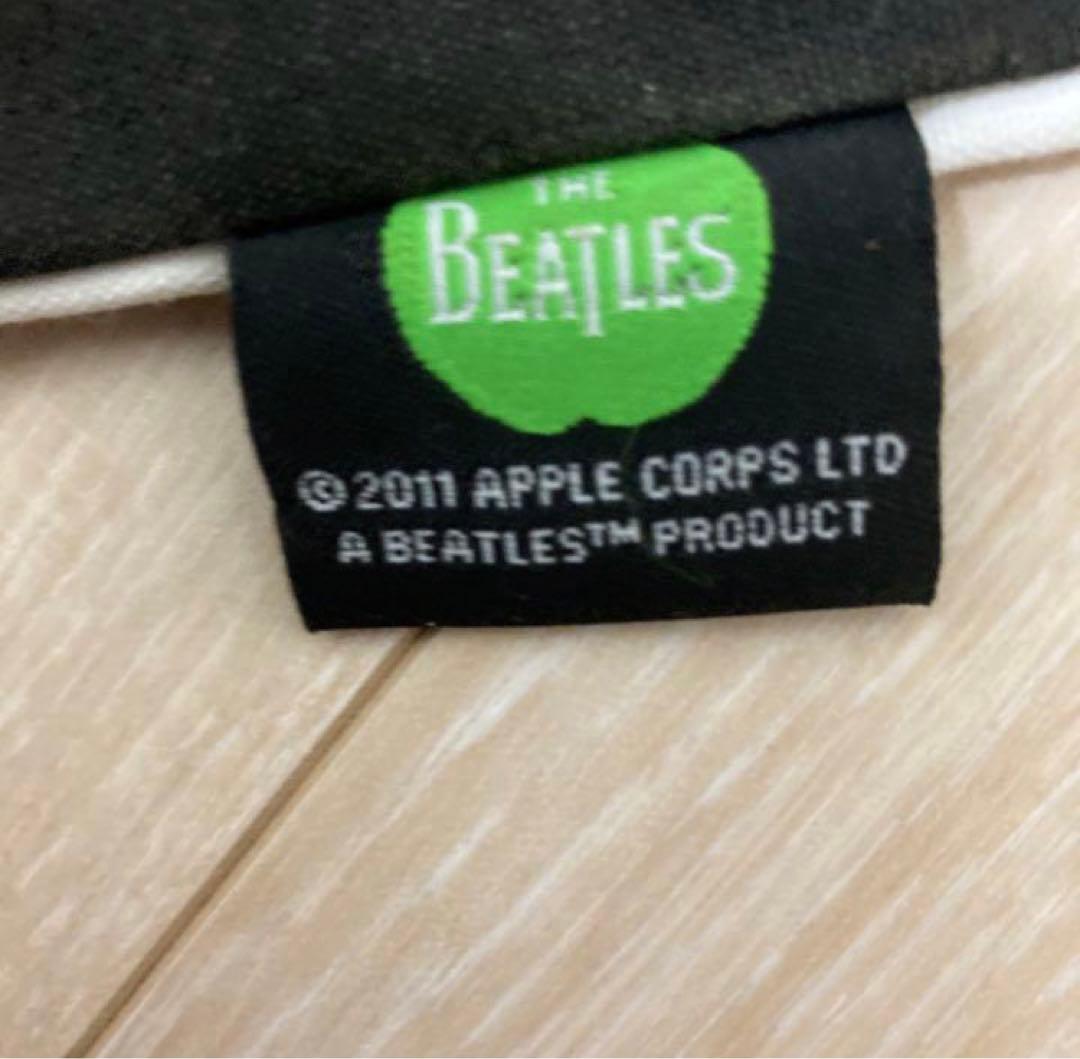 THE
BEATLES
©2011 APPLE CORPS LTD
A BEATLES™ PRODUCT